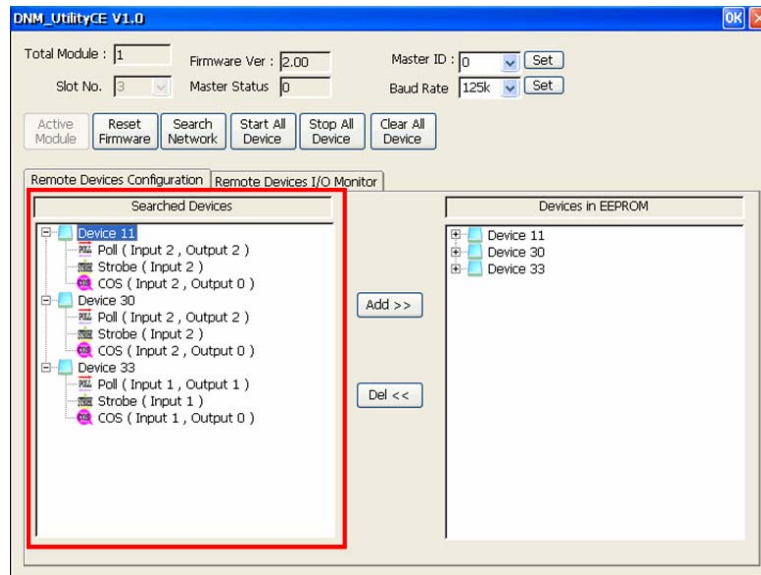 DNM_UtilityCE V1.0 OK
Total Module : 1 Firmware Ver : 2.00 Master ID : 0 Set
Slot No. 3 Master Status 0 Baud Rate 125k Set
Active Module Reset Firmware Search Network Start All Device Stop All Device Clear All Device
Remote Devices Configuration Remote Devices I/O Monitor
Searched Devices
Device 11
Poll ( Input 2 , Output 2 )
Strobe ( Input 2 )
COS ( Input 2 , Output 0 )
Device 30
Poll ( Input 2 , Output 2 )
Strobe ( Input 2 )
COS ( Input 2 , Output 0 )
Device 33
Poll ( Input 1 , Output 1 )
Strobe ( Input 1 )
COS ( Input 1 , Output 0 )
Add >>
Del <<
Devices in EEPROM
Device 11
Device 30
Device 33